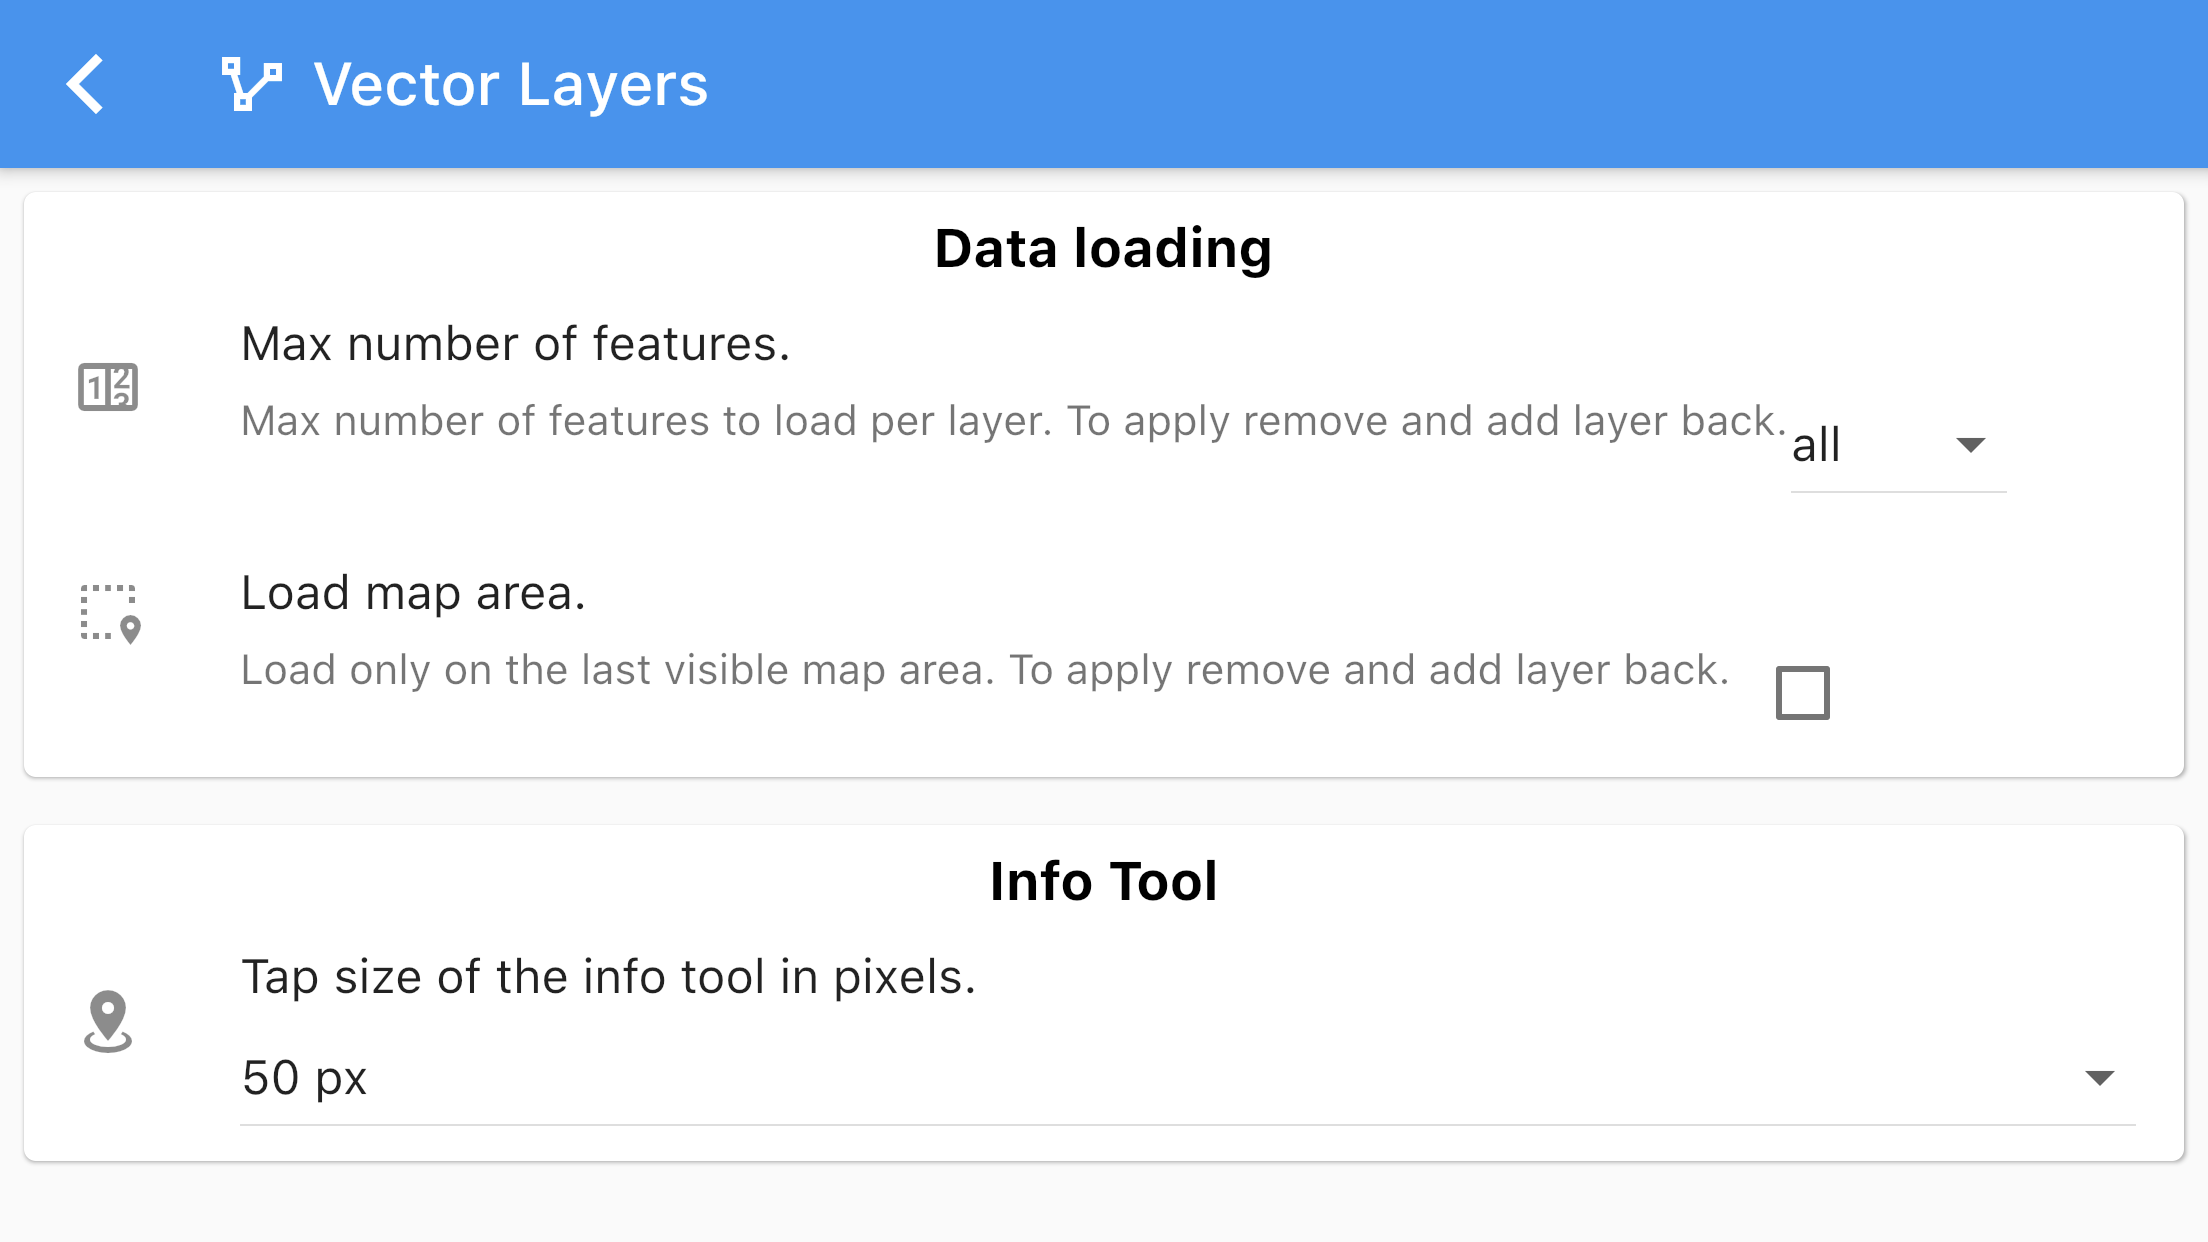 Vector Layers
Data loading
Max number of features.
Max number of features to load per layer. To apply remove and add layer back.
all
Load map area.
Load only on the last visible map area. To apply remove and add layer back.
Info Tool
Tap size of the info tool in pixels.
50 px